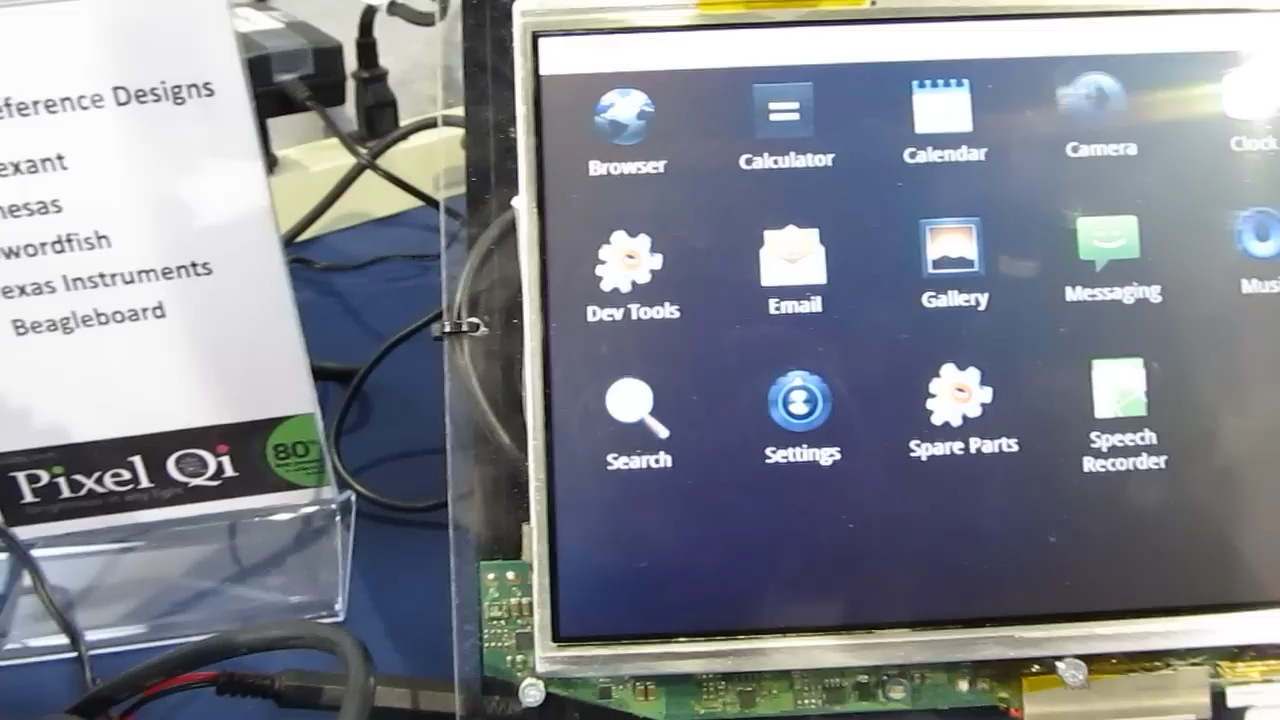 eference Designs
exant
nesas
wordfish
exas Instruments
Beagleboard
Pixel Qi
80%
Browser
Calculator
Calendar
Camera
Clock
Dev Tools
Email
Gallery
Messaging
Musi
Search
Settings
Spare Parts
Speech
Recorder